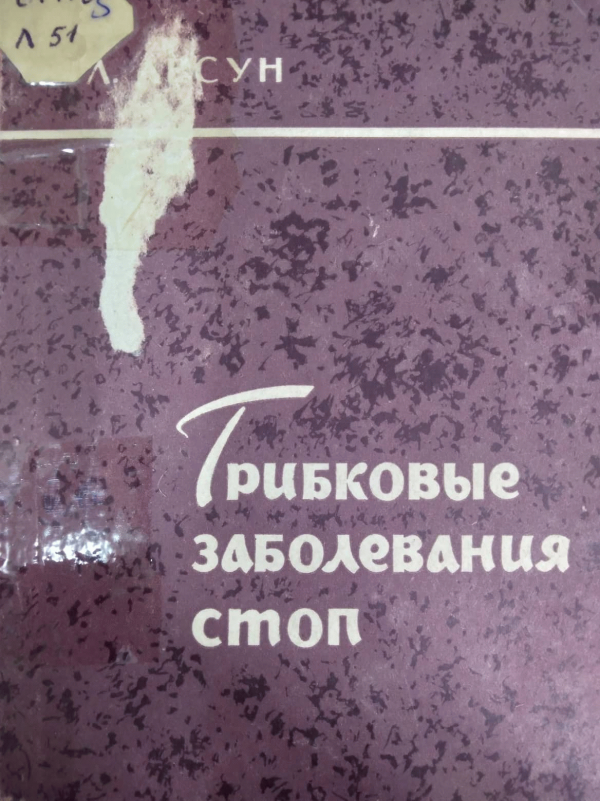 Л 51
Л.
Грибковые
заболевания
стоп